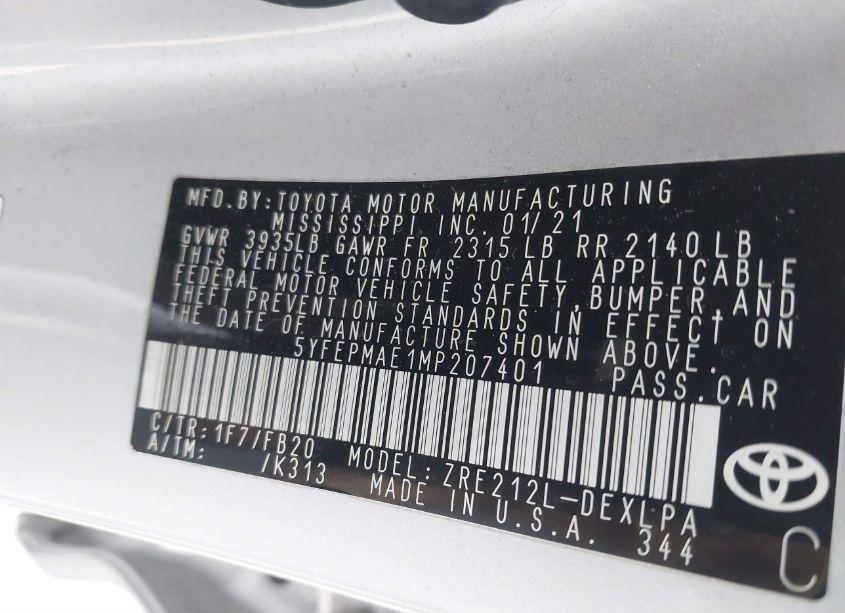 MFD.BY:TOYOTA MOTOR MANUFACTURING
MISSISSIPPI INC. 01/21
GVWR 3935LB GAWR FR 2315 LB RR 2140 LB
THIS VEHICLE CONFORMS TO ALL APPLICABLE
FEDERAL MOTOR VEHICLE SAFETY,BUMPER,AND
THEFT PREVENTION STANDARDS IN EFFECT ON
THE DATE OF MANUFACTURE SHOWN ABOVE.
5YFEPMAE1MP207401 PASS.CAR
C/TR:1F7/FB20 MODEL: ZRE212L-DEXLPA
A/TM: /K313 MADE IN U.S.A. 344
C